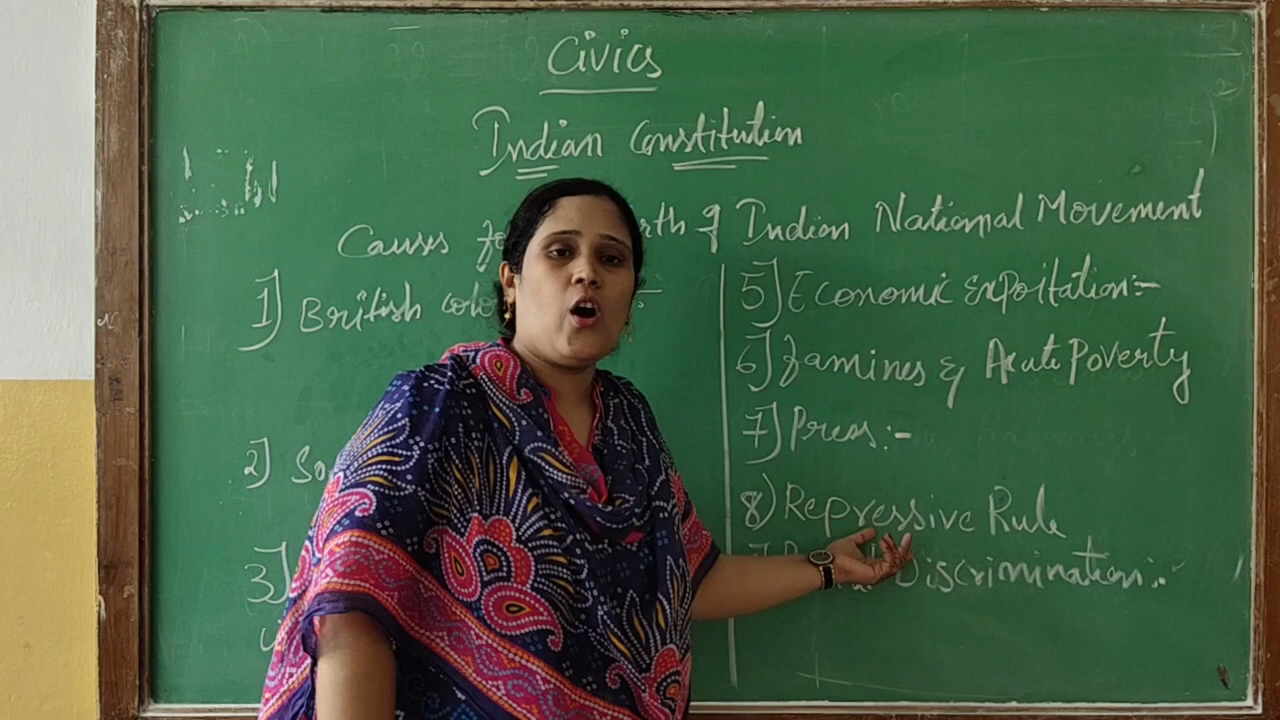 Civics
Indian Constitution
Causes rth of Indian National Movement
1] British colo
2) So
3]
5] Economic Expoitation:-
6] famines & Acute Poverty
7] Press:-
8) Repressive Rule
Discrimination:-